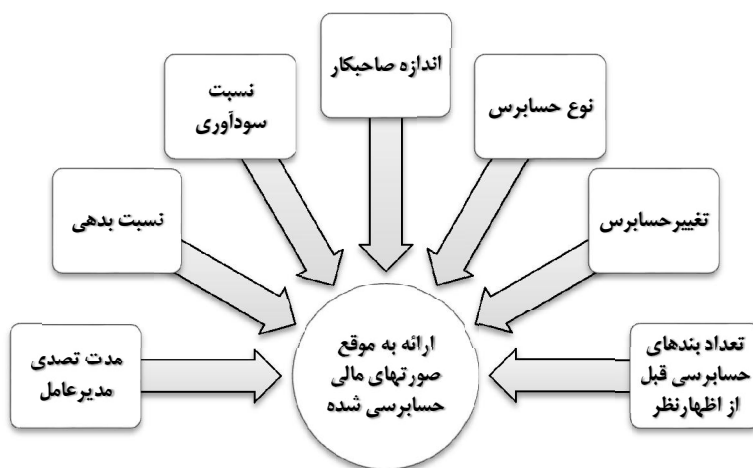 اندازه صاحبکار
نسبت
سودآوری
نوع حسابرس
نسبت بدهی
تغییرحسابرس
مدت تصدی
مدیرعامل
ارائه به موقع
صورتهای مالی
حسابرسی شده
تعداد بندهای
حسابرسی قبل
از اظهارنظر